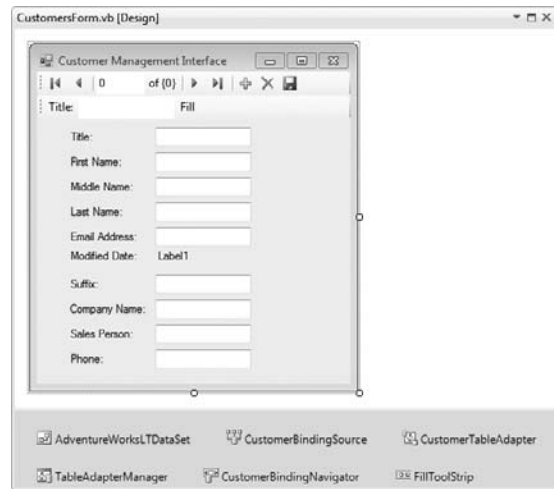 CustomersForm.vb [Design]
Customer Management Interface
0 of {0}
Title: Fill
Title:
First Name:
Middle Name:
Last Name:
Email Address:
Modified Date: Label1
Suffix:
Company Name:
Sales Person:
Phone:
AdventureWorksLTDataSet CustomerBindingSource CustomerTableAdapter
TableAdapterManager CustomerBindingNavigator FillToolStrip